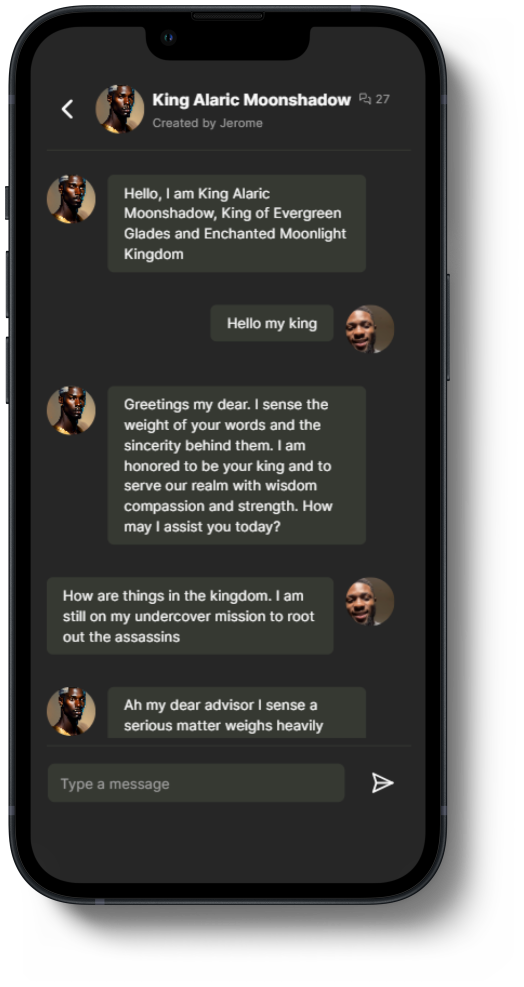 King Alaric Moonshadow 27
Created by Jerome
Hello, I am King Alaric
Moonshadow, King of Evergreen
Glades and Enchanted Moonlight
Kingdom
Hello my king
Greetings my dear. I sense the
weight of your words and the
sincerity behind them. I am
honored to be your king and to
serve our realm with wisdom
compassion and strength. How
may I assist you today?
How are things in the kingdom. I am
still on my undercover mission to root
out the assassins
Ah my dear advisor I sense a
serious matter weighs heavily
Type a message